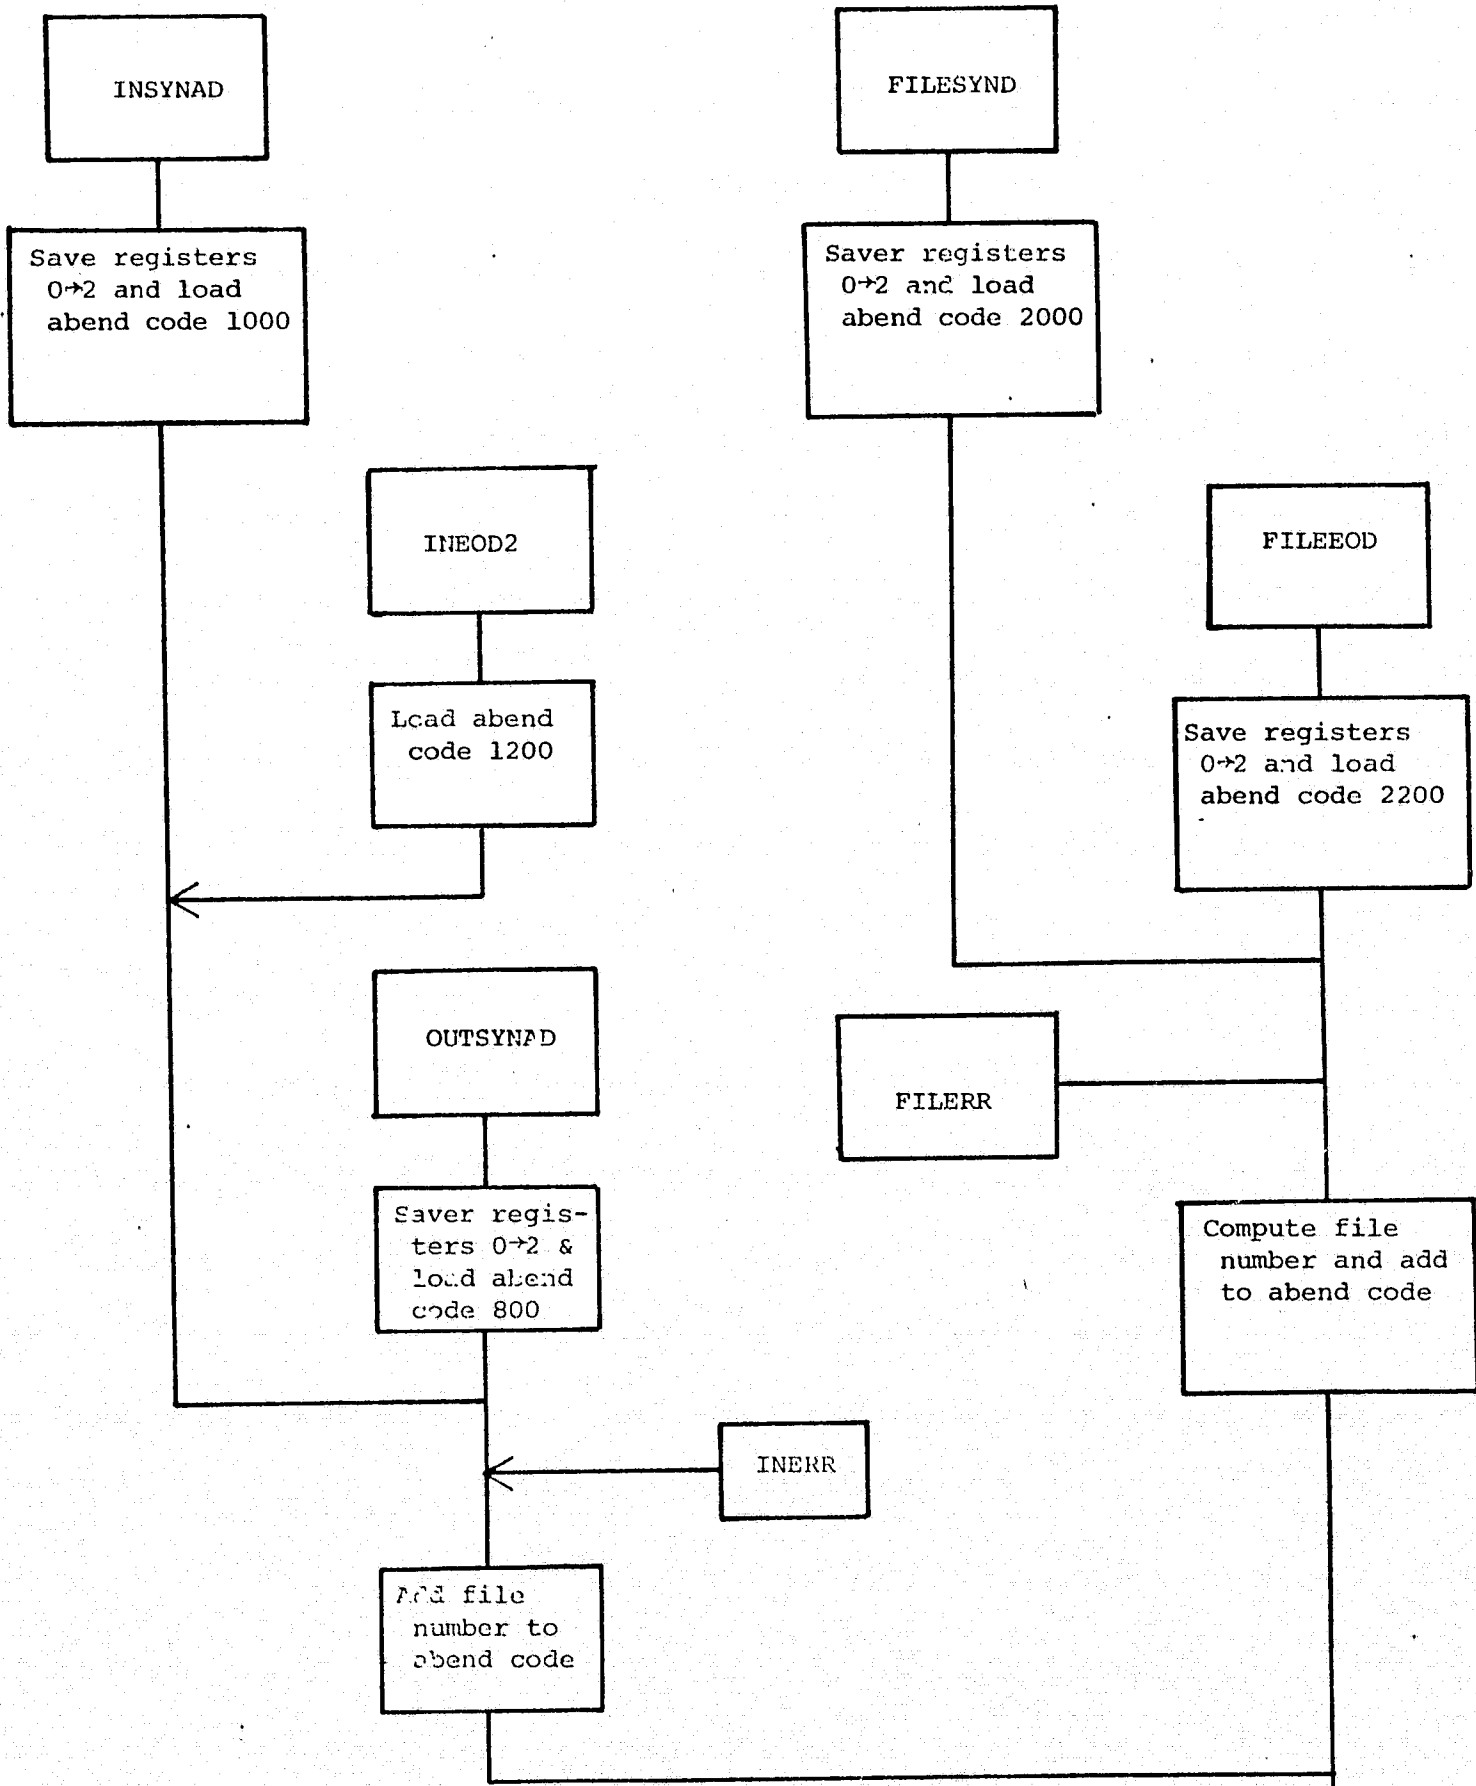 INSYNAD
Save registers
0→2 and load
abend code 1000
INEOD2
Load abend
code 1200
OUTSYNAD
Saver regis-
ters 0→2 &
load abend
code 800
INERR
Add file
number to
abend code
FILESYND
Saver registers
0→2 and load
abend code 2000
FILEEOD
Save registers
0→2 and load
abend code 2200
FILERR
Compute file
number and add
to abend code